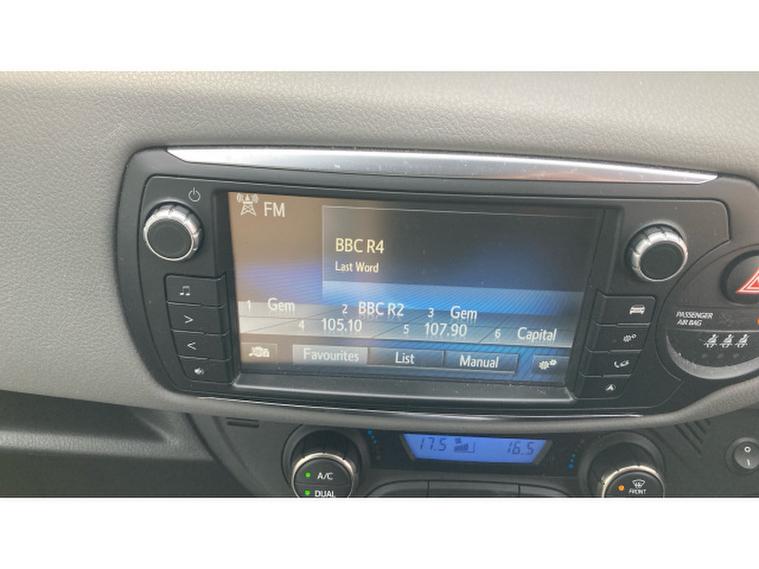 FM
BBC R4
Last Word
1 Gem 2 BBC R2 3 Gem
4 105.10 5 107.90 6 Capital
Favourites List Manual
PASSENGER
AIR BAG
17.5 16.5
A/C
DUAL
FRONT